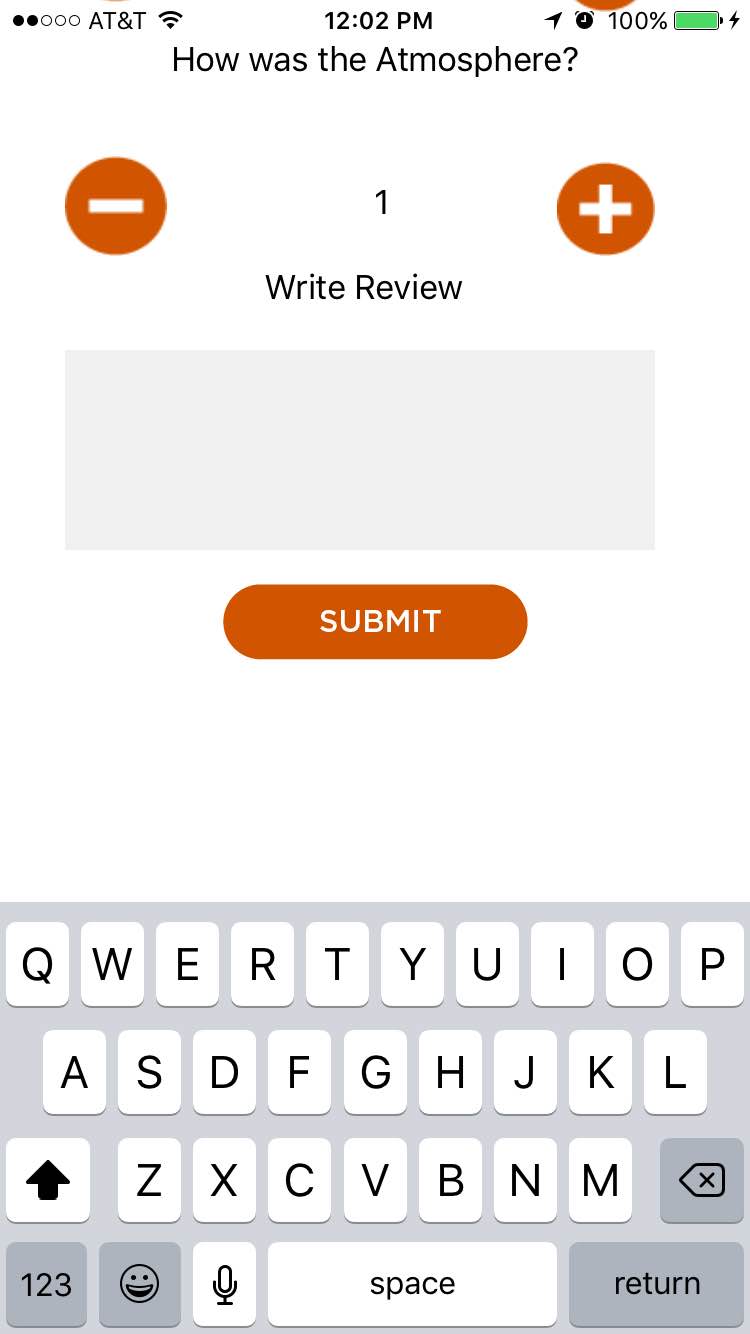 AT&T 12:02 PM 100%
How was the Atmosphere?
1
Write Review
SUBMIT
Q W E R T Y U I O P
A S D F G H J K L
Z X C V B N M
123 space return